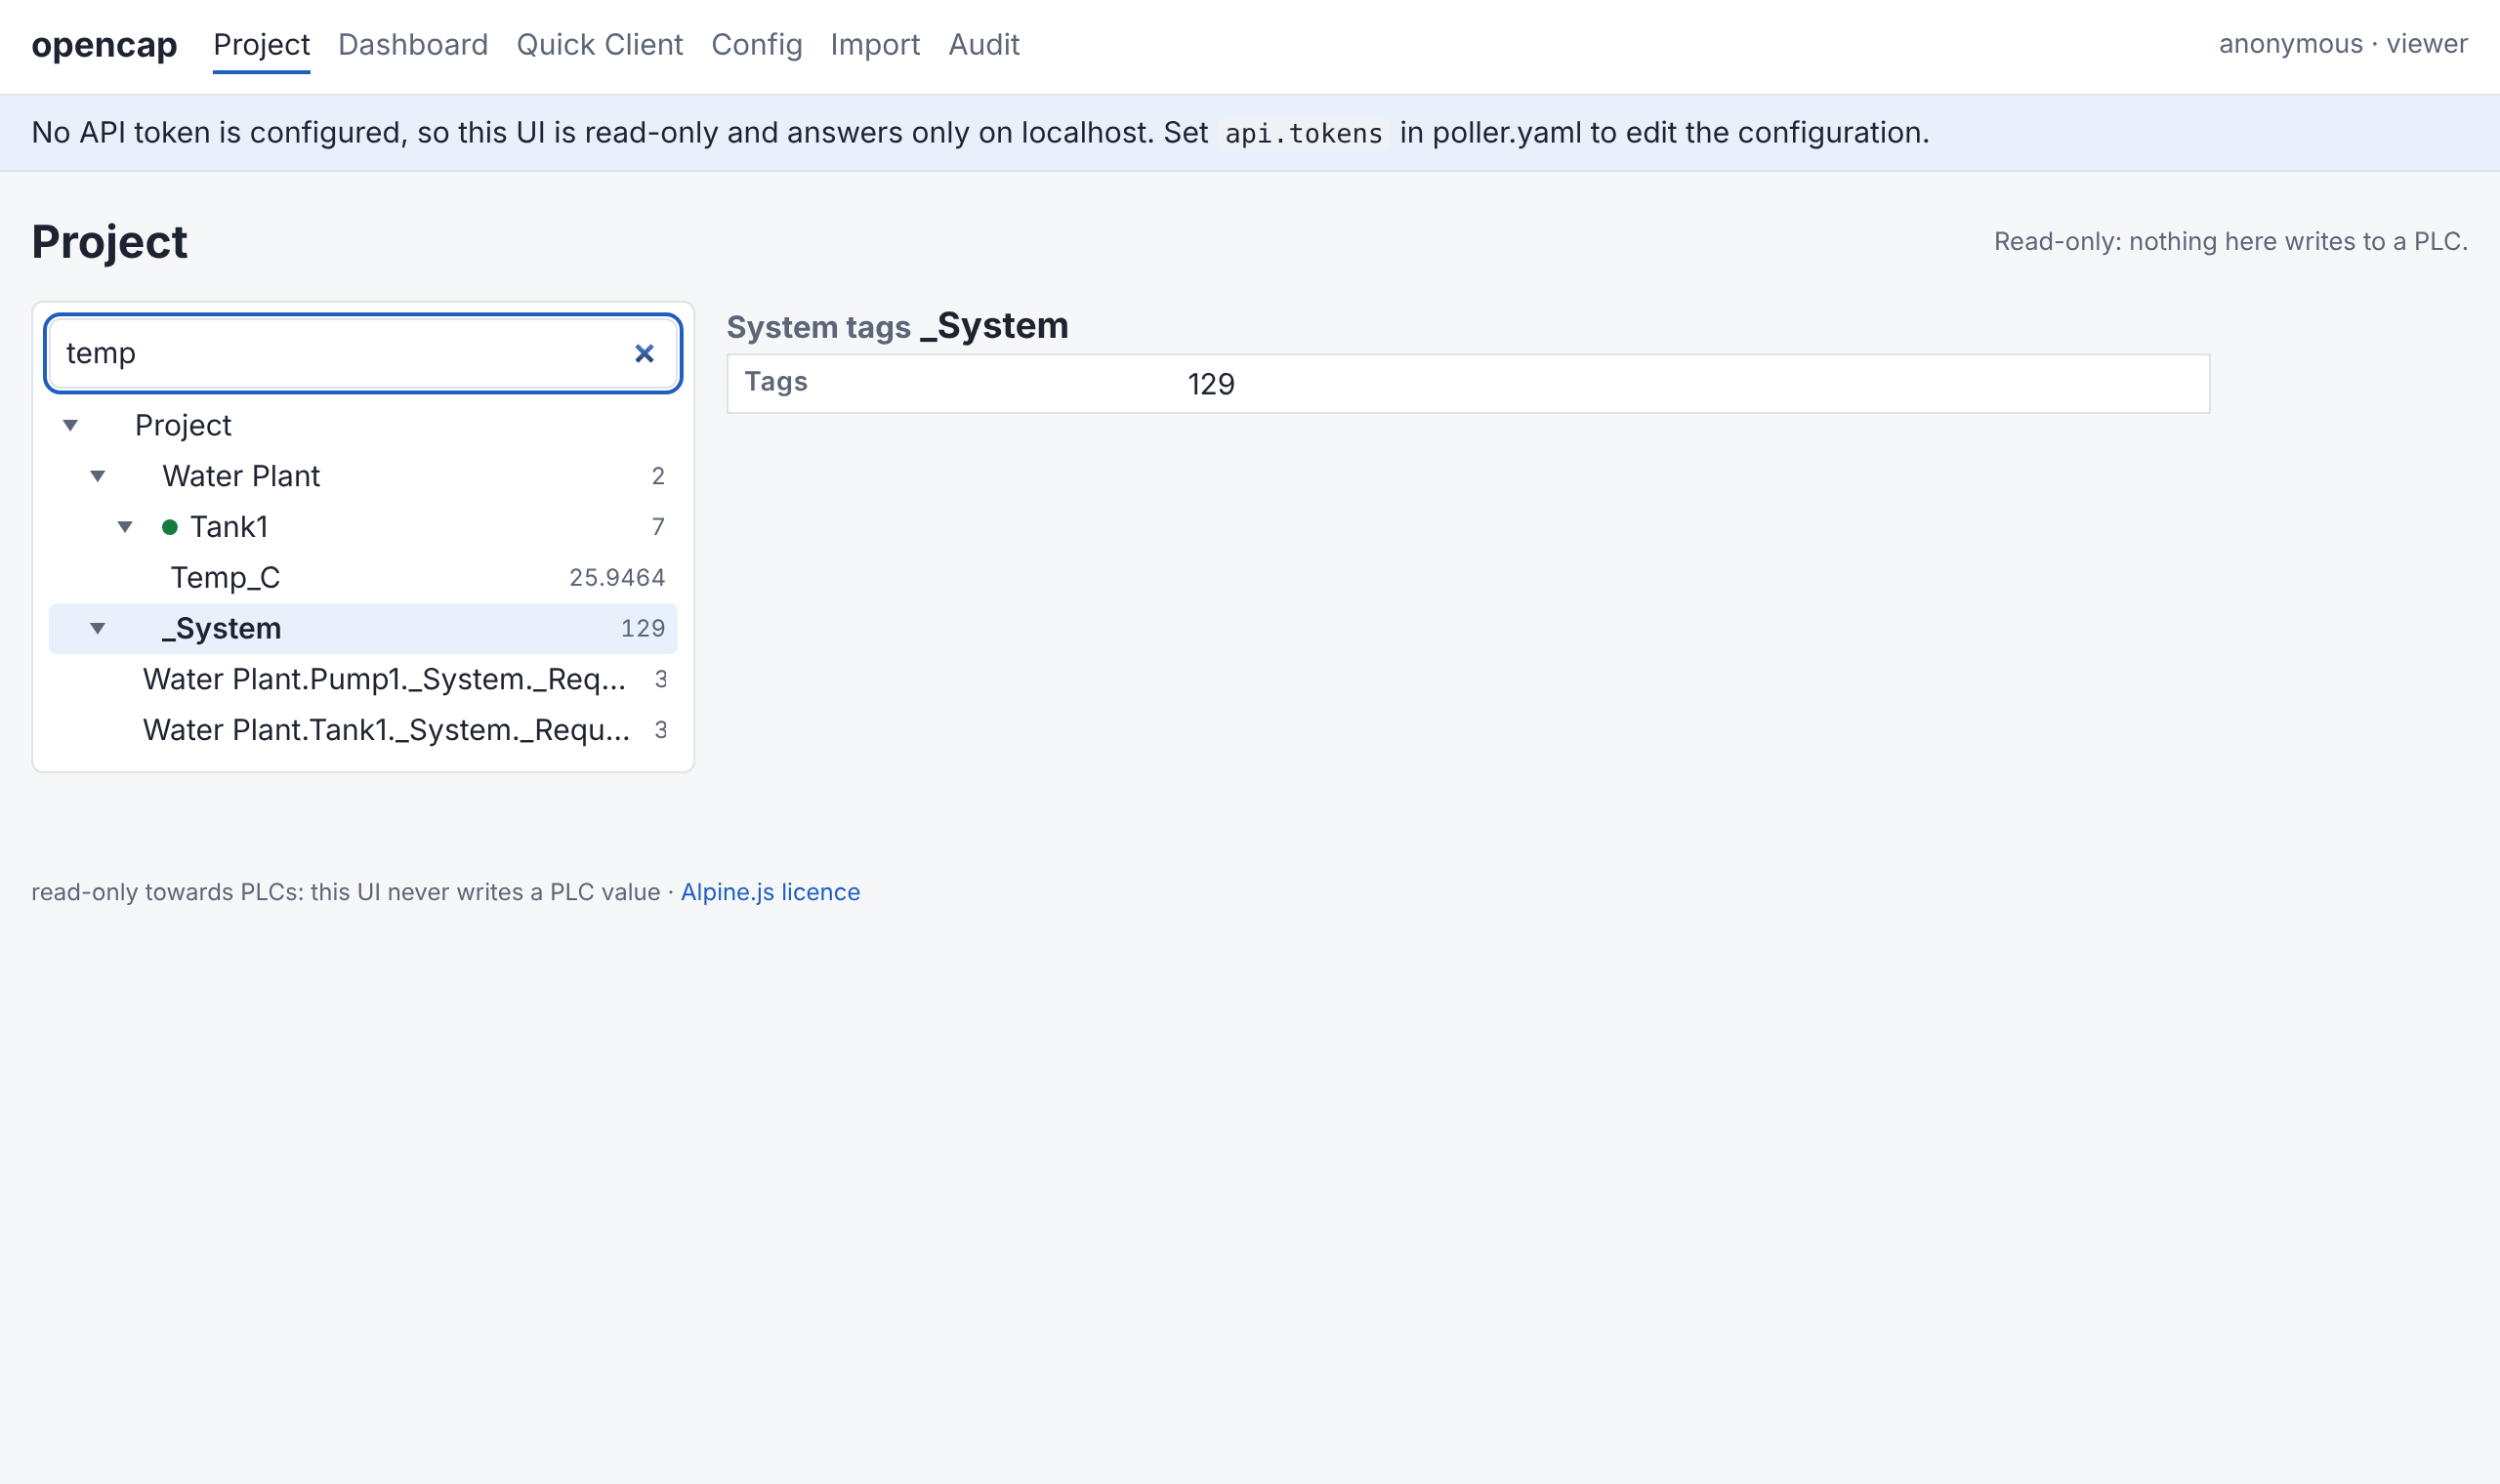 opencap Project Dashboard Quick Client Config Import Audit anonymous · viewer
No API token is configured, so this UI is read-only and answers only on localhost. Set api.tokens in poller.yaml to edit the configuration.
Project
Read-only: nothing here writes to a PLC.
temp
Project
Water Plant 2
Tank1 7
Temp_C 25.9464
_System 129
Water Plant.Pump1._System._Req... 3
Water Plant.Tank1._System._Requ... 3
System tags _System
Tags 129
read-only towards PLCs: this UI never writes a PLC value · Alpine.js licence